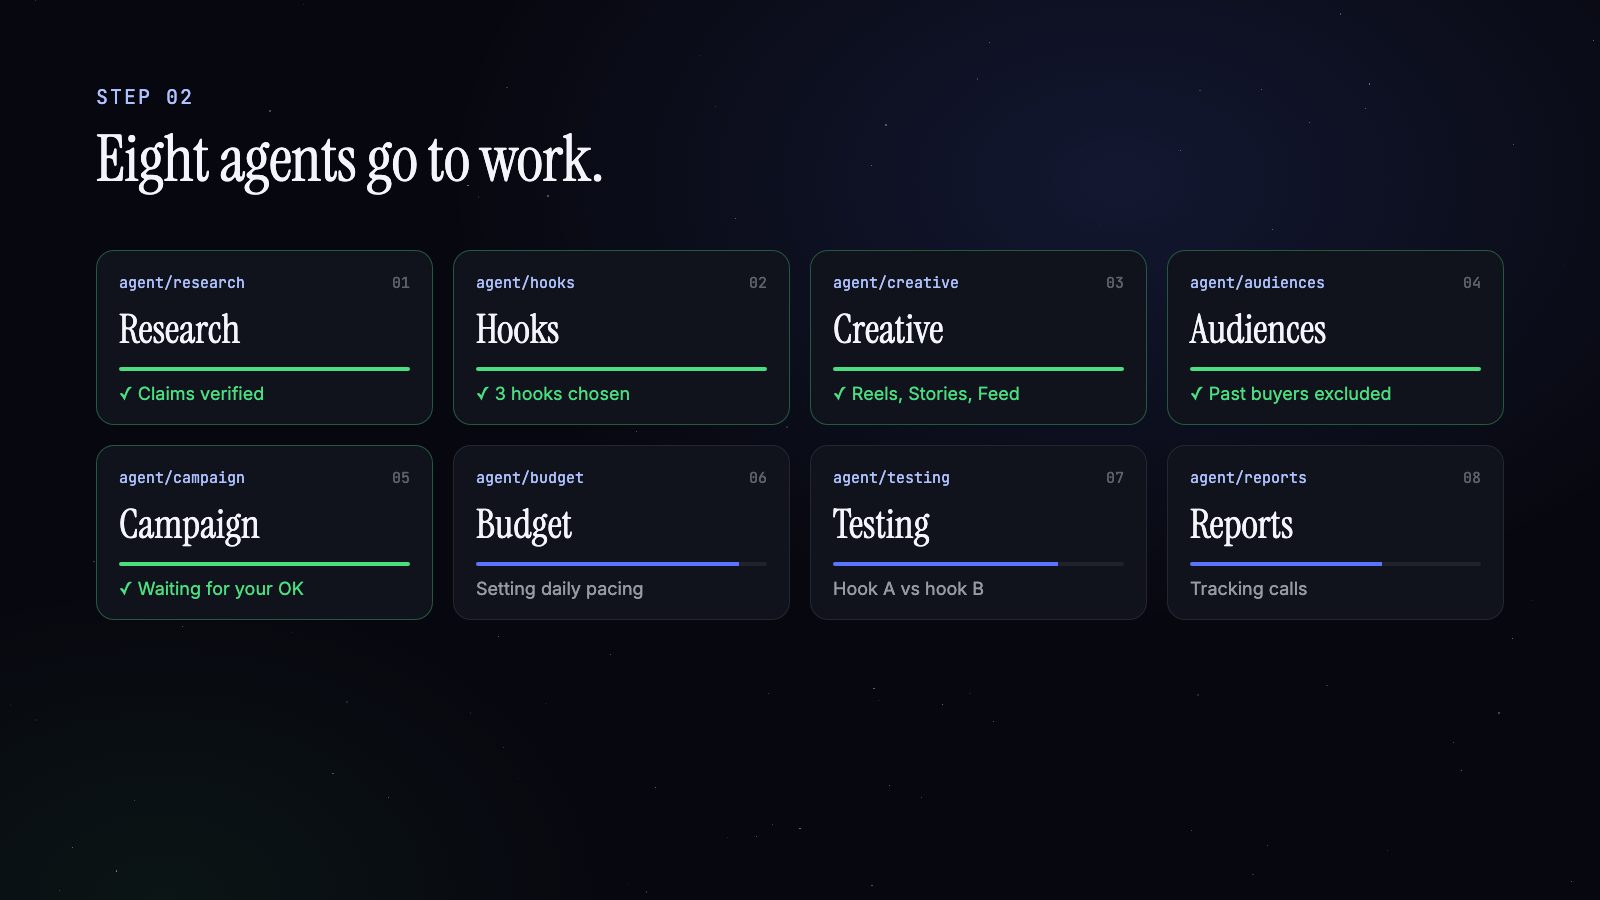 STEP 02
Eight agents go to work.
agent/research 01
Research
✓ Claims verified
agent/hooks 02
Hooks
✓ 3 hooks chosen
agent/creative 03
Creative
✓ Reels, Stories, Feed
agent/audiences 04
Audiences
✓ Past buyers excluded
agent/campaign 05
Campaign
✓ Waiting for your OK
agent/budget 06
Budget
Setting daily pacing
agent/testing 07
Testing
Hook A vs hook B
agent/reports 08
Reports
Tracking calls